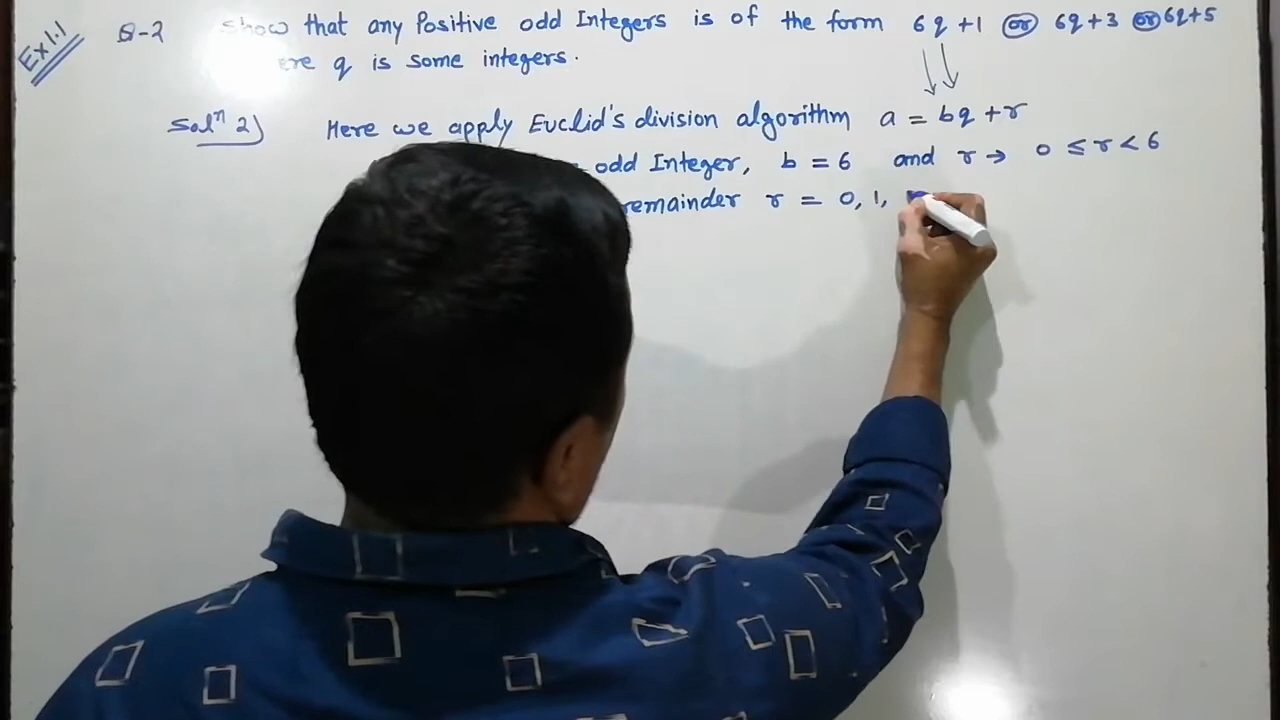 Ex 1.1
Q-2 Show that any Positive odd Integers is of the form 6q +1 or 6q+3 or 6q+5
ere q is some integers.
Solⁿ 2) Here we apply Euclid's division algorithm a = bq + r
odd Integer, b = 6 and r → 0 ≤ r < 6
remainder r = 0, 1,